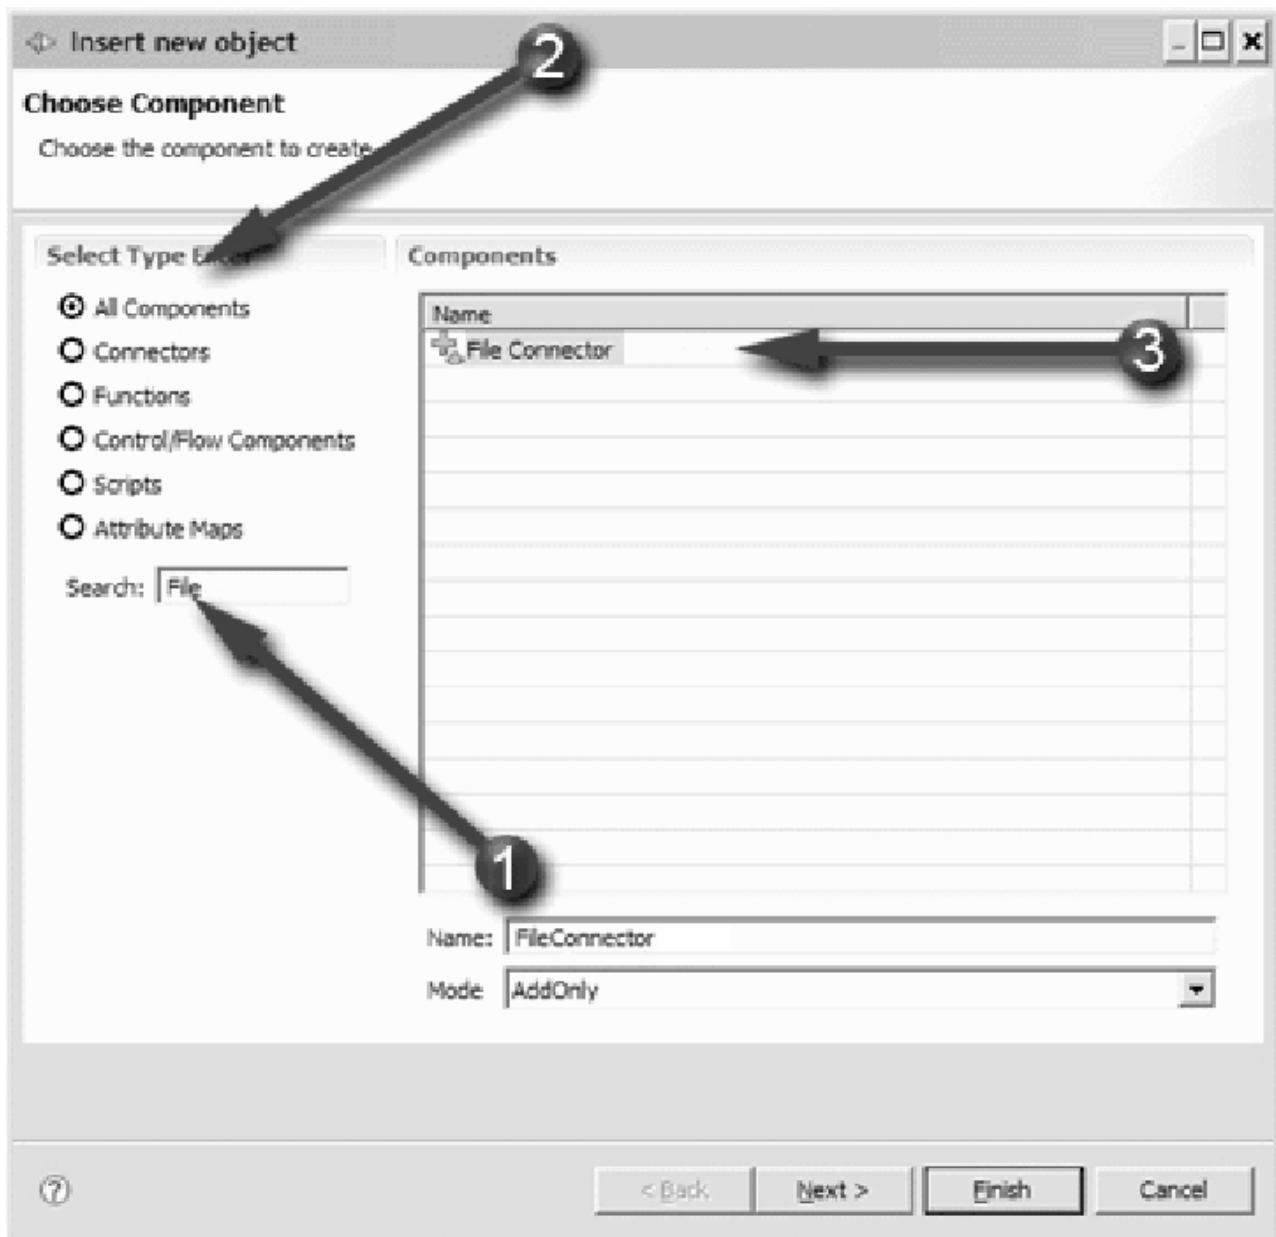 Insert new object
2
Choose Component
Choose the component to create.
Select Type Filter
All Components
Connectors
Functions
Control/Flow Components
Scripts
Attribute Maps
Search: File
1
Components
Name
File Connector
3
Name: FileConnector
Mode AddOnly
< Back Next > Finish Cancel